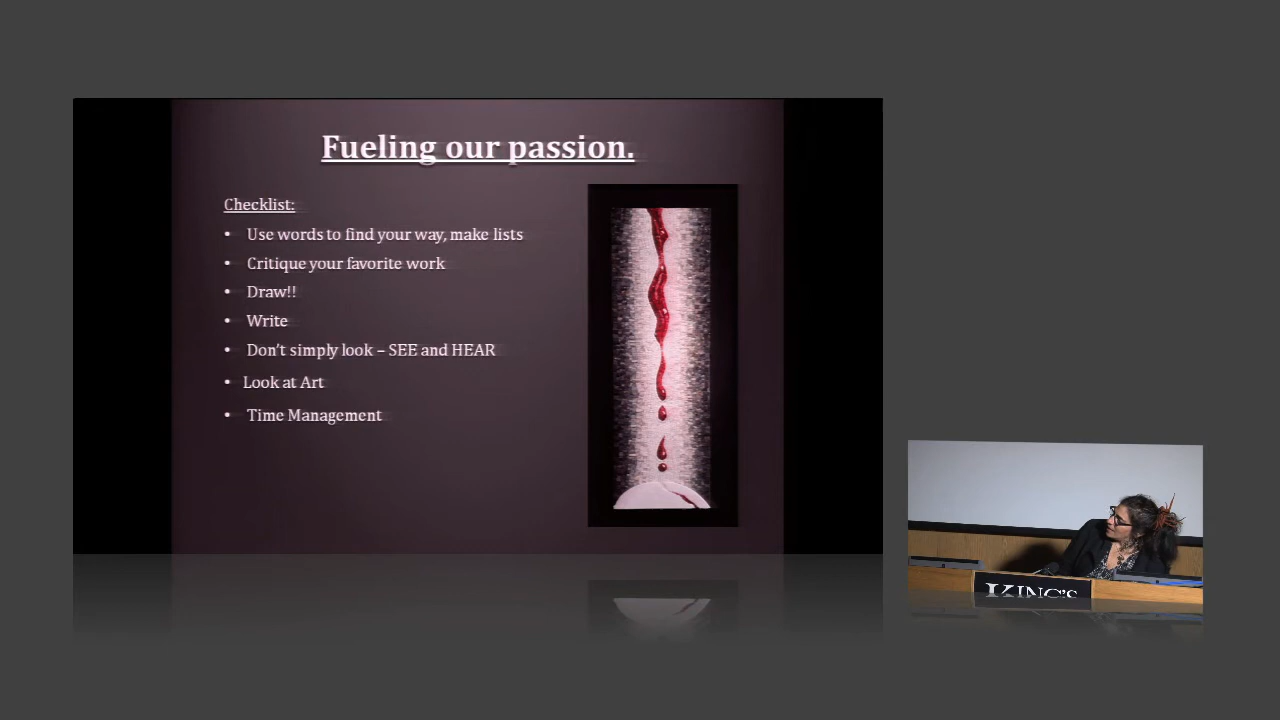 Fueling our passion.
Checklist:
• Use words to find your way, make lists
• Critique your favorite work
• Draw!!
• Write
• Don't simply look – SEE and HEAR
• Look at Art
• Time Management
KING'S